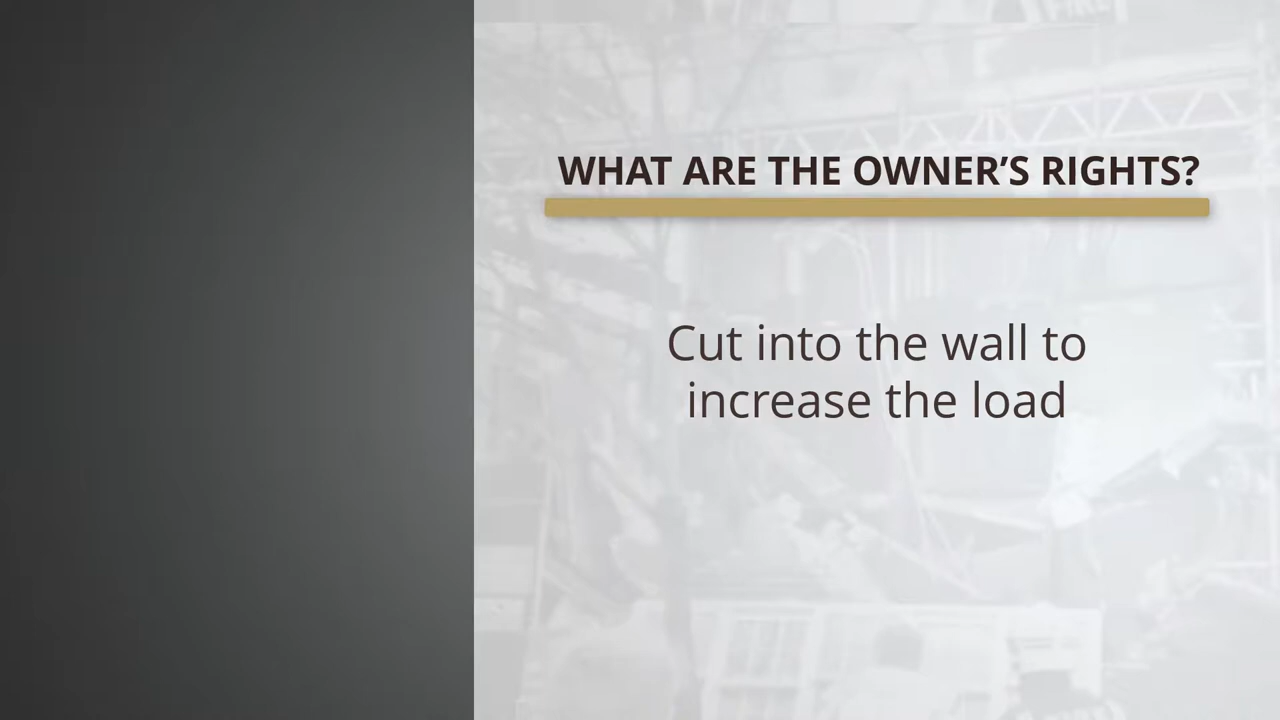 WHAT ARE THE OWNER’S RIGHTS?
Cut into the wall to
increase the load